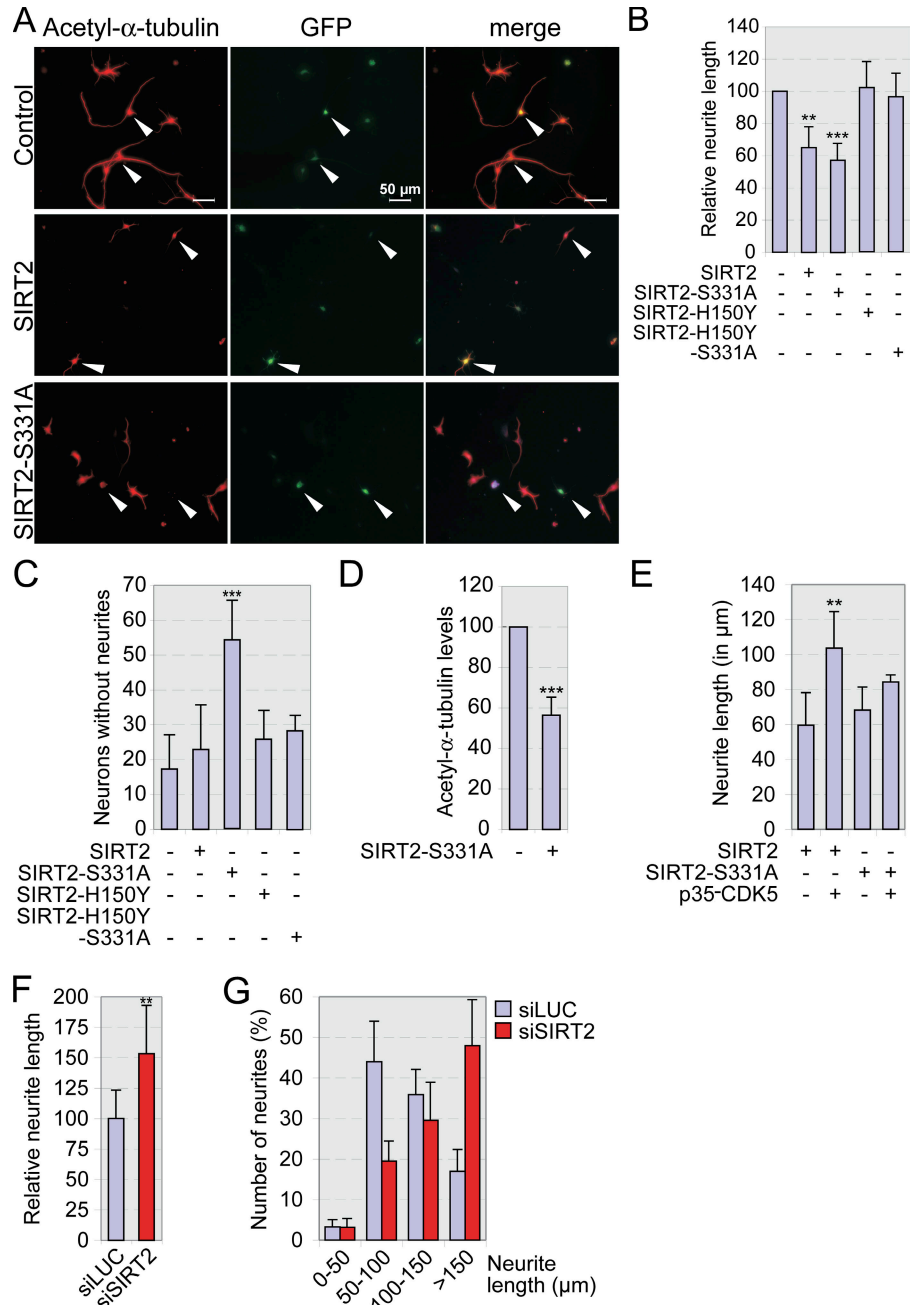 A
Acetyl-α-tubulin GFP merge
Control
50 µm
SIRT2
SIRT2-S331A
B
Relative neurite length
140
120
100
80
60
40
20
0
** ***
SIRT2 - + - - -
SIRT2-S331A - - + - -
SIRT2-H150Y - - - + -
SIRT2-H150Y
-S331A - - - - +
C
Neurons without neurites
70
60
50
40
30
20
10
0
***
SIRT2 - + - - -
SIRT2-S331A - - + - -
SIRT2-H150Y - - - + -
SIRT2-H150Y
-S331A - - - - +
D
Acetyl-α-tubulin levels
120
100
80
60
40
20
0
***
SIRT2-S331A - +
E
Neurite length (in µm)
140
120
100
80
60
40
20
0
**
SIRT2 + + - -
SIRT2-S331A - - + +
p35-CDK5 - + - +
F
Relative neurite length
200
175
150
125
100
75
50
25
0
**
siLUC siSIRT2
G
Number of neurites (%)
60
50
40
30
20
10
0
siLUC
siSIRT2
0-50 50-100 100-150 >150
Neurite
length (µm)